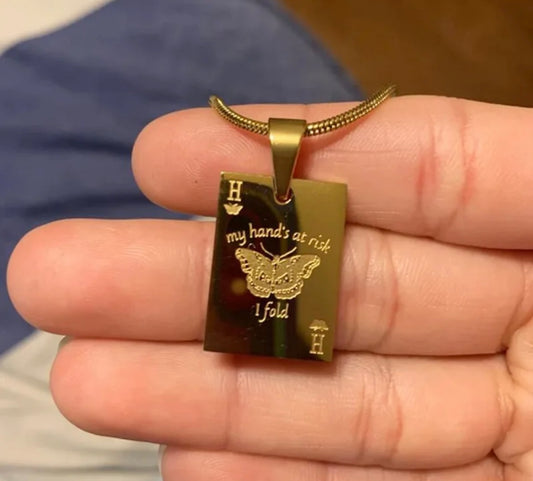 H
my hand's at risk
I fold
H